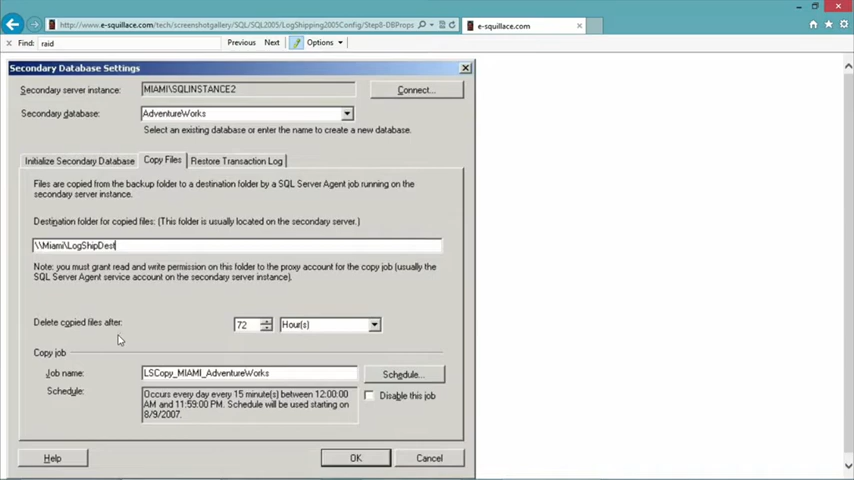 http://www.e-squillace.com/tech/screenshotgallery/SQL/SQL2005/LogShipping2005Config/Step8-DBProps
e-squillace.com
Find: raid Previous Next Options
Secondary Database Settings
Secondary server instance: MIAMI\SQLINSTANCE2 Connect...
Secondary database: AdventureWorks
Select an existing database or enter the name to create a new database.
Initialize Secondary Database Copy Files Restore Transaction Log
Files are copied from the backup folder to a destination folder by a SQL Server Agent job running on the
secondary server instance.
Destination folder for copied files: (This folder is usually located on the secondary server.)
\\Miami\LogShipDest
Note: you must grant read and write permission on this folder to the proxy account for the copy job (usually the
SQL Server Agent service account on the secondary server instance).
Delete copied files after: 72 Hour(s)
Copy job
Job name: LSCopy_MIAMI_AdventureWorks Schedule...
Schedule: Occurs every day every 15 minute(s) between 12:00:00
AM and 11:59:00 PM. Schedule will be used starting on
8/9/2007.
Disable this job
Help OK Cancel